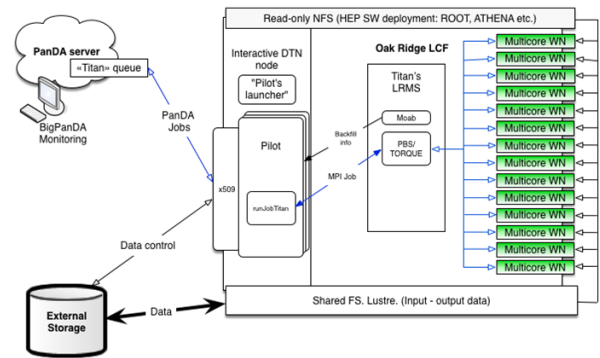 Read-only NFS (HEP SW deployment: ROOT, ATHENA etc.)
PanDA server
«Titan» queue
BigPanDA
Monitoring
PanDA
Jobs
Interactive DTN
node
"Pilot's
launcher"
Oak Ridge LCF
Titan's
LRMS
Moab
PBS/
TORQUE
Backfill
info
MPI Job
x509
Pilot
runJobTitan
Data control
External
Storage
Data
Shared FS. Lustre. (Input - output data)
Multicore WN
Multicore WN
Multicore WN
Multicore WN
Multicore WN
Multicore WN
Multicore WN
Multicore WN
Multicore WN
Multicore WN
Multicore WN
Multicore WN
Multicore WN
Multicore WN